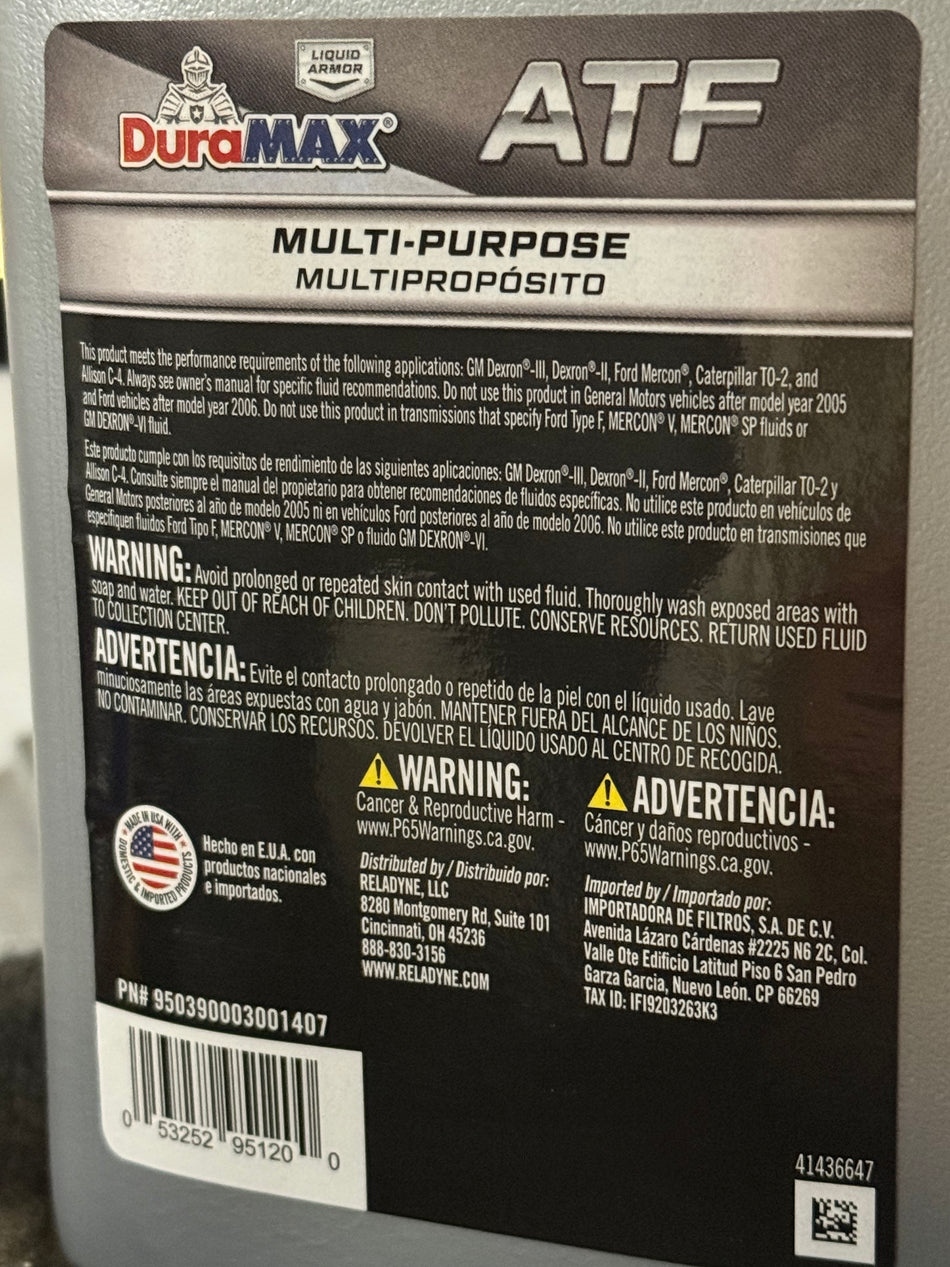 LIQUID
ARMOR
DuraMAX®
ATF
MULTI-PURPOSE
MULTIPROPÓSITO
This product meets the performance requirements of the following applications: GM Dexron®-III, Dexron®-II, Ford Mercon®, Caterpillar TO-2, and
Allison C-4. Always see owner's manual for specific fluid recommendations. Do not use this product in General Motors vehicles after model year 2005
and Ford vehicles after model year 2006. Do not use this product in transmissions that specify Ford Type F, MERCON® V, MERCON® SP fluids or
GM DEXRON®-VI fluid.
Este producto cumple con los requisitos de rendimiento de las siguientes aplicaciones: GM Dexron®-III, Dexron®-II, Ford Mercon®, Caterpillar TO-2 y
Allison C-4. Consulte siempre el manual del propietario para obtener recomendaciones de fluidos específicas. No utilice este producto en vehículos de
General Motors posteriores al año de modelo 2005 ni en vehículos Ford posteriores al año de modelo 2006. No utilice este producto en transmisiones que
especifiquen fluidos Ford Tipo F, MERCON® V, MERCON® SP o fluido GM DEXRON®-VI.
WARNING: Avoid prolonged or repeated skin contact with used fluid. Thoroughly wash exposed areas with
soap and water. KEEP OUT OF REACH OF CHILDREN. DON'T POLLUTE. CONSERVE RESOURCES. RETURN USED FLUID
TO COLLECTION CENTER.
ADVERTENCIA: Evite el contacto prolongado o repetido de la piel con el líquido usado. Lave
minuciosamente las áreas expuestas con agua y jabón. MANTENER FUERA DEL ALCANCE DE LOS NIÑOS.
NO CONTAMINAR. CONSERVAR LOS RECURSOS. DEVOLVER EL LÍQUIDO USADO AL CENTRO DE RECOGIDA.
WARNING:
Cancer & Reproductive Harm -
www.P65Warnings.ca.gov.
ADVERTENCIA:
Cáncer y daños reproductivos -
www.P65Warnings.ca.gov.
MADE IN USA WITH
DOMESTIC & IMPORTED PRODUCTS
Hecho en E.U.A. con
productos nacionales
e importados.
Distributed by / Distribuido por:
RELADYNE, LLC
8280 Montgomery Rd, Suite 101
Cincinnati, OH 45236
888-830-3156
WWW.RELADYNE.COM
Imported by / Importado por:
IMPORTADORA DE FILTROS, S.A. DE C.V.
Avenida Lázaro Cárdenas #2225 N6 2C, Col.
Valle Ote Edificio Latitud Piso 6 San Pedro
Garza Garcia, Nuevo León. CP 66269
TAX ID: IFI9203263K3
PN# 950390003001407
0 53252 95120 0
41436647